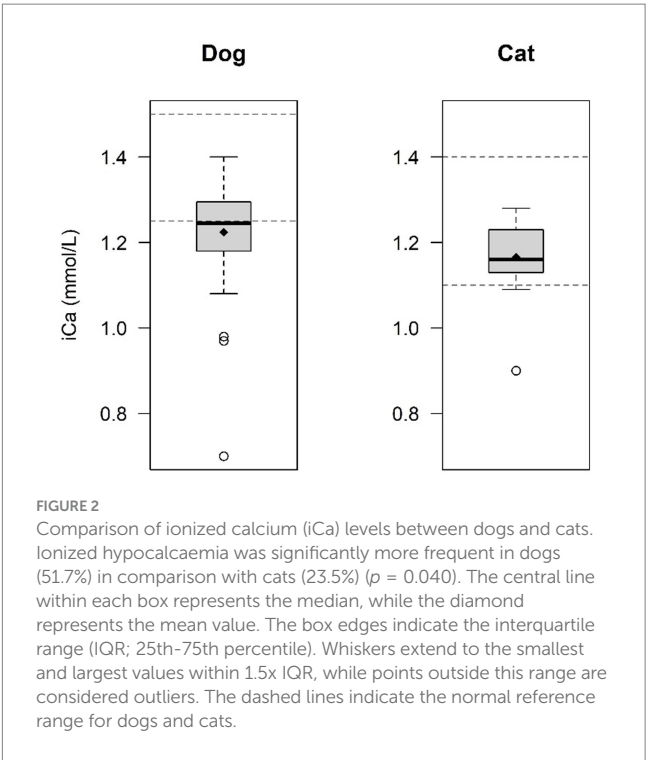 Dog
Cat
iCa (mmol/L)
1.4
1.2
1.0
0.8
1.4
1.2
1.0
0.8
FIGURE 2
Comparison of ionized calcium (iCa) levels between dogs and cats.
Ionized hypocalcaemia was significantly more frequent in dogs
(51.7%) in comparison with cats (23.5%) (p = 0.040). The central line
within each box represents the median, while the diamond
represents the mean value. The box edges indicate the interquartile
range (IQR; 25th-75th percentile). Whiskers extend to the smallest
and largest values within 1.5x IQR, while points outside this range are
considered outliers. The dashed lines indicate the normal reference
range for dogs and cats.